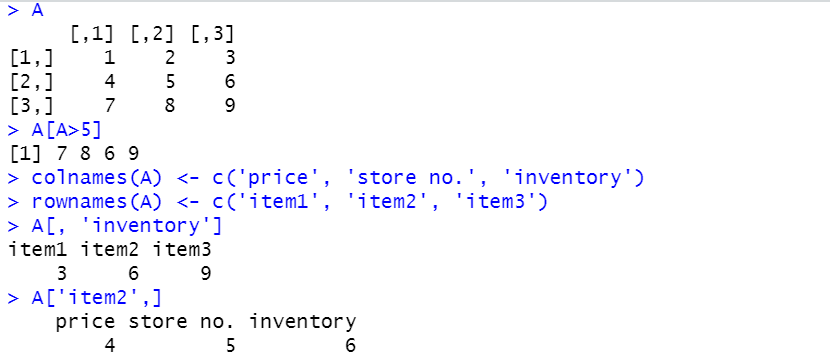 > A
     [,1] [,2] [,3]
[1,]    1    2    3
[2,]    4    5    6
[3,]    7    8    9
> A[A>5]
[1] 7 8 6 9
> colnames(A) <- c('price', 'store no.', 'inventory')
> rownames(A) <- c('item1', 'item2', 'item3')
> A[, 'inventory']
item1 item2 item3
    3     6     9
> A['item2',]
    price store no. inventory
        4         5         6